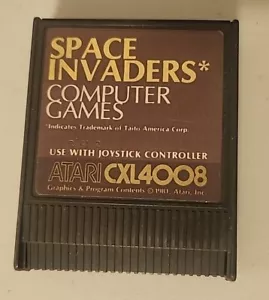 SPACE
INVADERS*
COMPUTER
GAMES
*Indicates Trademark of Taito America Corp.
USE WITH JOYSTICK CONTROLLER
ATARI CXL4008
Graphics & Program Contents © 1981 Atari, Inc.